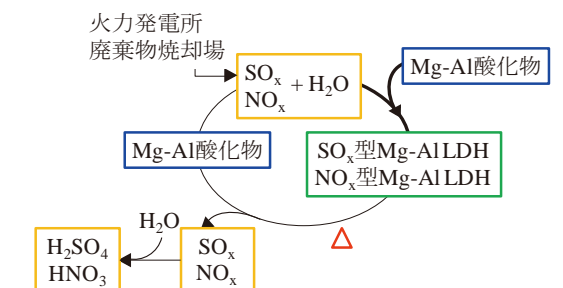 火力発電所
廃棄物焼却場
SOₓ
NOₓ
+ H₂O
Mg-Al酸化物
Mg-Al酸化物
SOₓ型Mg-Al LDH
NOₓ型Mg-Al LDH
H₂O
△
H₂SO₄
HNO₃
SOₓ
NOₓ